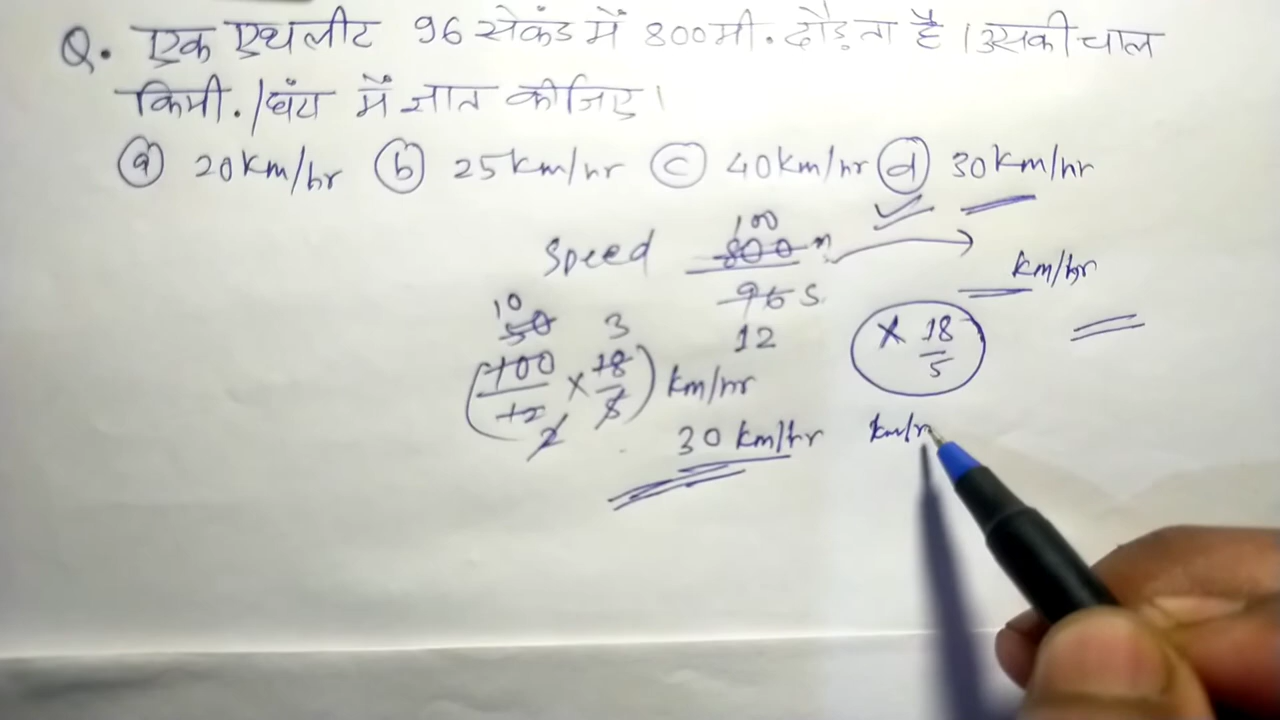 Q. एक एथलीट 96 सेकंड में 800मी. दौड़ता है। उसकी चाल
किमी./घंटा में ज्ञात कीजिए।
ⓐ 20km/hr ⓑ 25km/hr ⓒ 40km/hr ⓓ 30km/hr
100
Speed 800 m
km/hr
96 s.
10
50 3 12 × 18/5
(100/12 × 18/5) km/hr
2
30 km/hr km/h